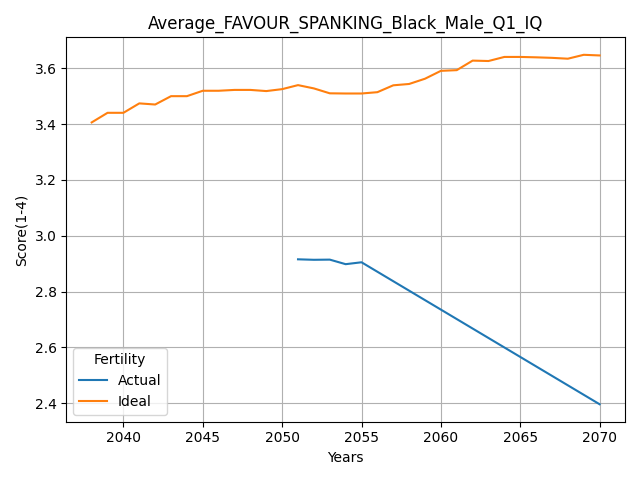 Average_FAVOUR_SPANKING_Black_Male_Q1_IQ
Score(1-4)
3.6
3.4
3.2
3.0
2.8
2.6
2.4
Fertility
Actual
Ideal
2040 2045 2050 2055 2060 2065 2070
Years